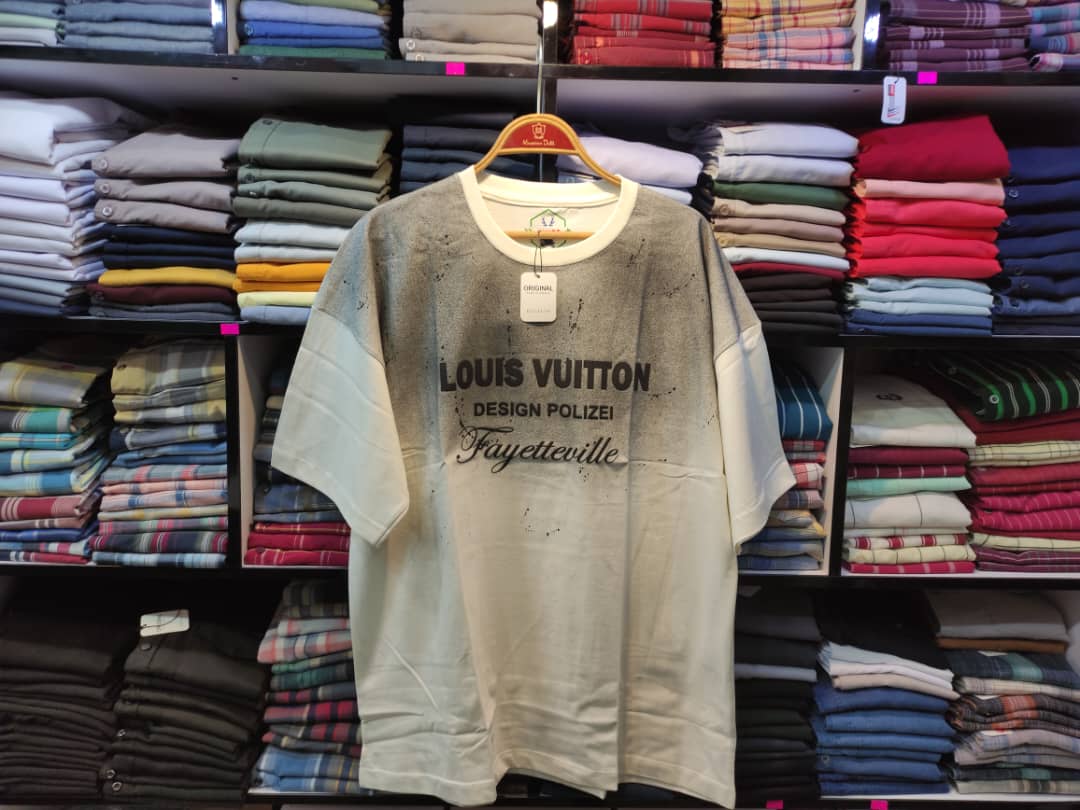 ORIGINAL
LOUIS VUITTON
DESIGN POLIZEI
Fayetteville